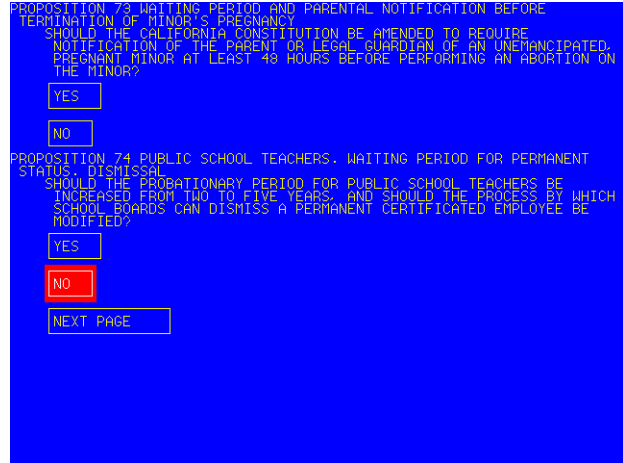 PROPOSITION 73 WAITING PERIOD AND PARENTAL NOTIFICATION BEFORE
TERMINATION OF MINOR'S PREGNANCY
SHOULD THE CALIFORNIA CONSTITUTION BE AMENDED TO REQUIRE
NOTIFICATION OF THE PARENT OR LEGAL GUARDIAN OF AN UNEMANCIPATED,
PREGNANT MINOR AT LEAST 48 HOURS BEFORE PERFORMING AN ABORTION ON
THE MINOR?
YES
NO
PROPOSITION 74 PUBLIC SCHOOL TEACHERS. WAITING PERIOD FOR PERMANENT
STATUS. DISMISSAL
SHOULD THE PROBATIONARY PERIOD FOR PUBLIC SCHOOL TEACHERS BE
INCREASED FROM TWO TO FIVE YEARS, AND SHOULD THE PROCESS BY WHICH
SCHOOL BOARDS CAN DISMISS A PERMANENT CERTIFICATED EMPLOYEE BE
MODIFIED?
YES
NO
NEXT PAGE